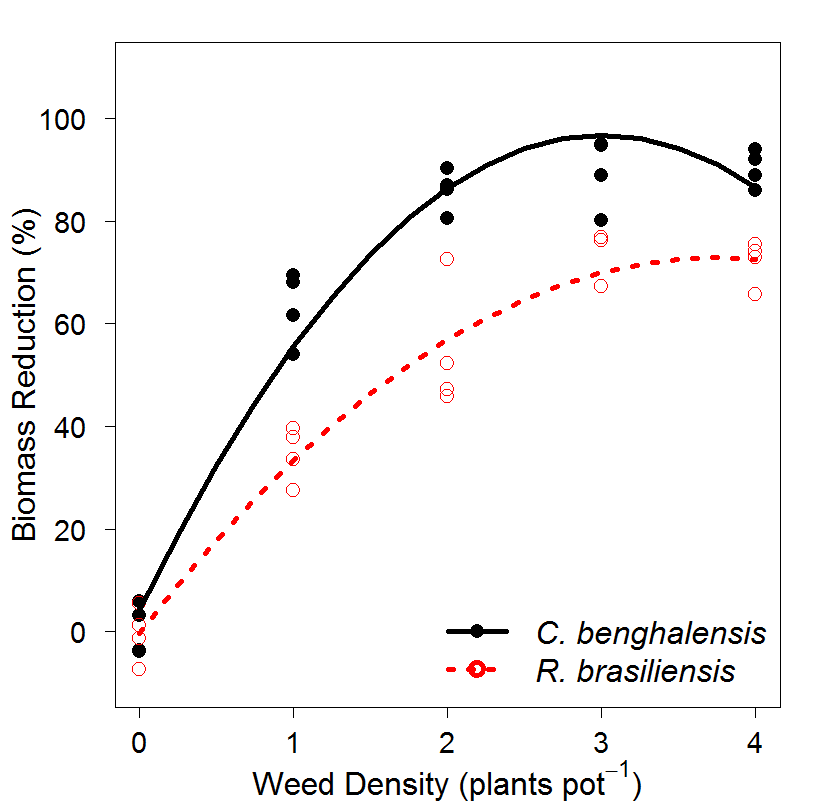 100
80
60
40
20
0
Biomass Reduction (%)
C. benghalensis
R. brasiliensis
0 1 2 3 4
Weed Density (plants pot⁻¹)